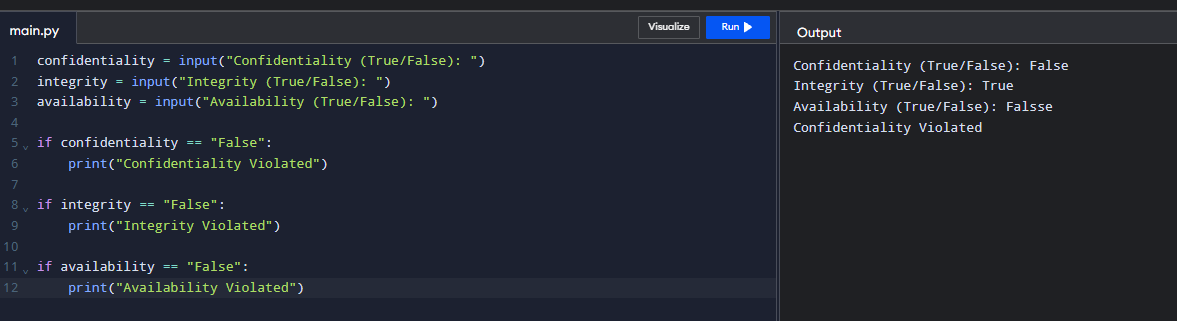 main.py
Visualize
Run
1 confidentiality = input("Confidentiality (True/False): ")
2 integrity = input("Integrity (True/False): ")
3 availability = input("Availability (True/False): ")
4
5 if confidentiality == "False":
6 print("Confidentiality Violated")
7
8 if integrity == "False":
9 print("Integrity Violated")
10
11 if availability == "False":
12 print("Availability Violated")
Output
Confidentiality (True/False): False
Integrity (True/False): True
Availability (True/False): Falsse
Confidentiality Violated